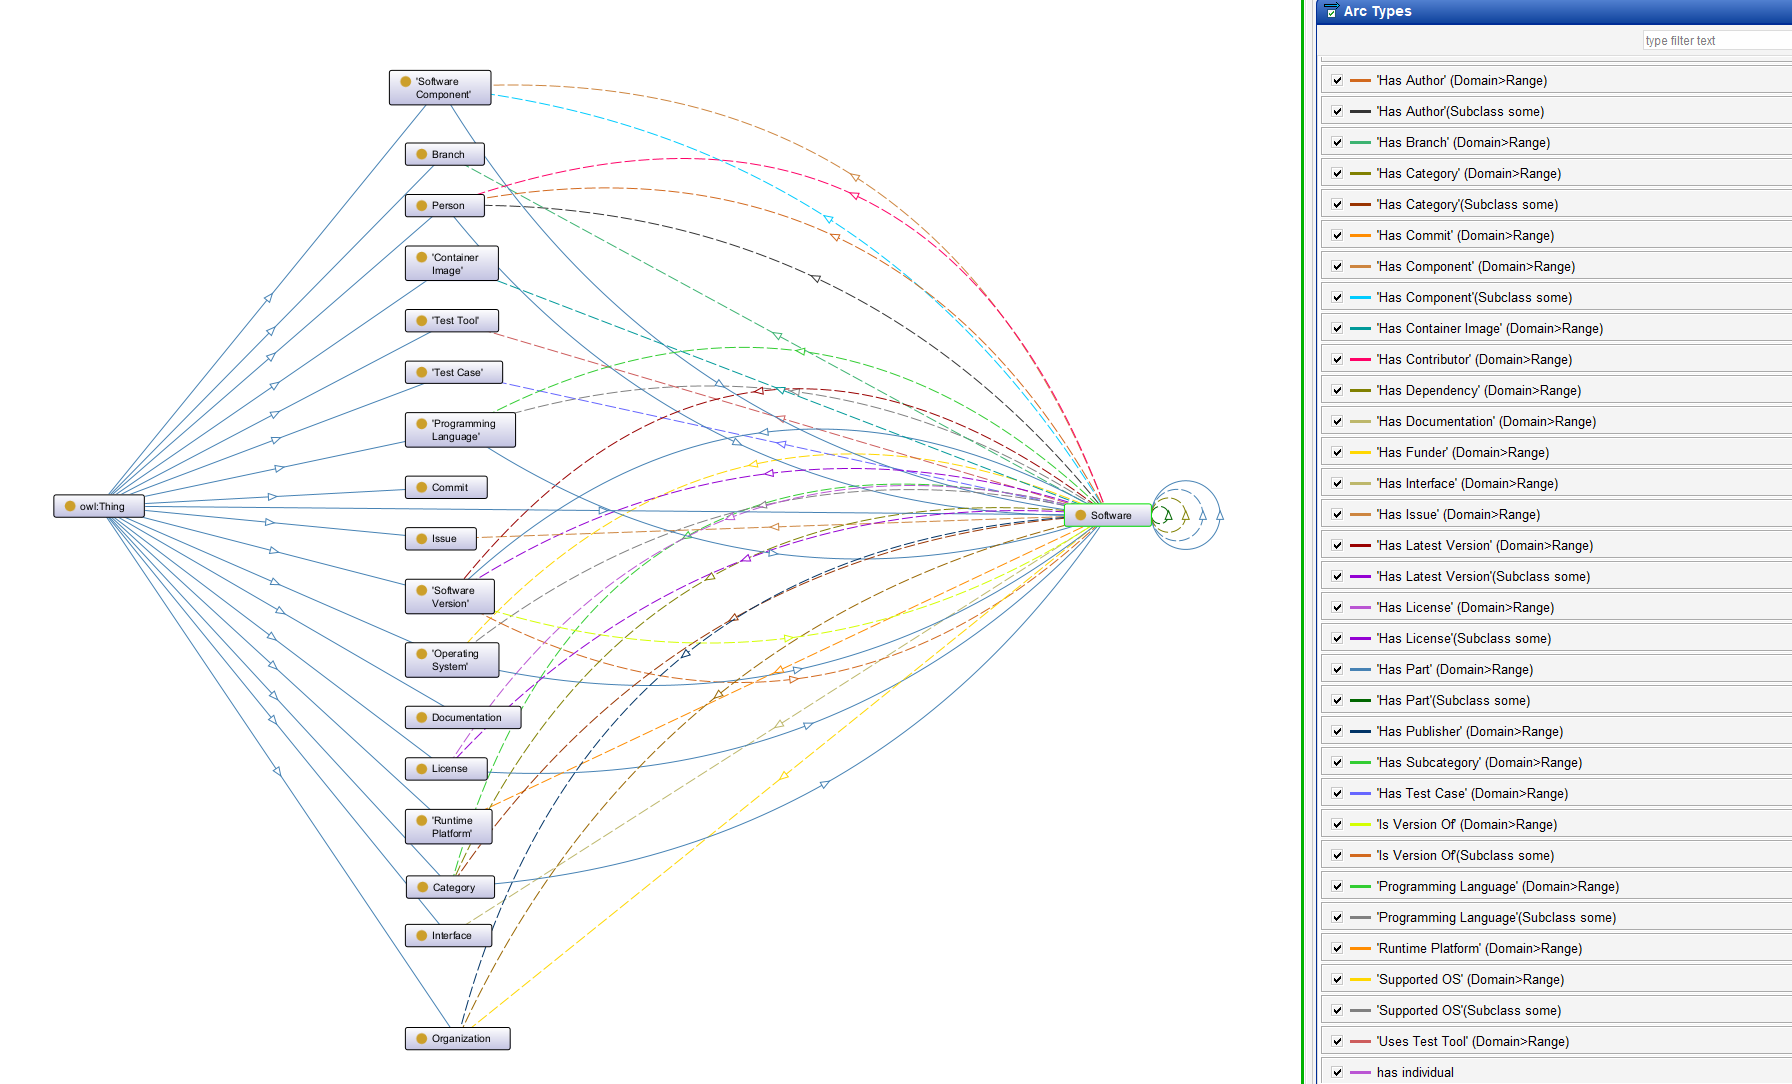 'Software
Component'
Branch
Person
'Container
Image'
'Test Tool'
'Test Case'
'Programming
Language'
Commit
owl:Thing
Issue
Software
'Software
Version'
'Operating
System'
Documentation
License
'Runtime
Platform'
Category
Interface
Organization
Arc Types
type filter text
'Has Author' (Domain>Range)
'Has Author'(Subclass some)
'Has Branch' (Domain>Range)
'Has Category' (Domain>Range)
'Has Category'(Subclass some)
'Has Commit' (Domain>Range)
'Has Component' (Domain>Range)
'Has Component'(Subclass some)
'Has Container Image' (Domain>Range)
'Has Contributor' (Domain>Range)
'Has Dependency' (Domain>Range)
'Has Documentation' (Domain>Range)
'Has Funder' (Domain>Range)
'Has Interface' (Domain>Range)
'Has Issue' (Domain>Range)
'Has Latest Version' (Domain>Range)
'Has Latest Version'(Subclass some)
'Has License' (Domain>Range)
'Has License'(Subclass some)
'Has Part' (Domain>Range)
'Has Part'(Subclass some)
'Has Publisher' (Domain>Range)
'Has Subcategory' (Domain>Range)
'Has Test Case' (Domain>Range)
'Is Version Of' (Domain>Range)
'Is Version Of'(Subclass some)
'Programming Language' (Domain>Range)
'Programming Language'(Subclass some)
'Runtime Platform' (Domain>Range)
'Supported OS' (Domain>Range)
'Supported OS'(Subclass some)
'Uses Test Tool' (Domain>Range)
has individual